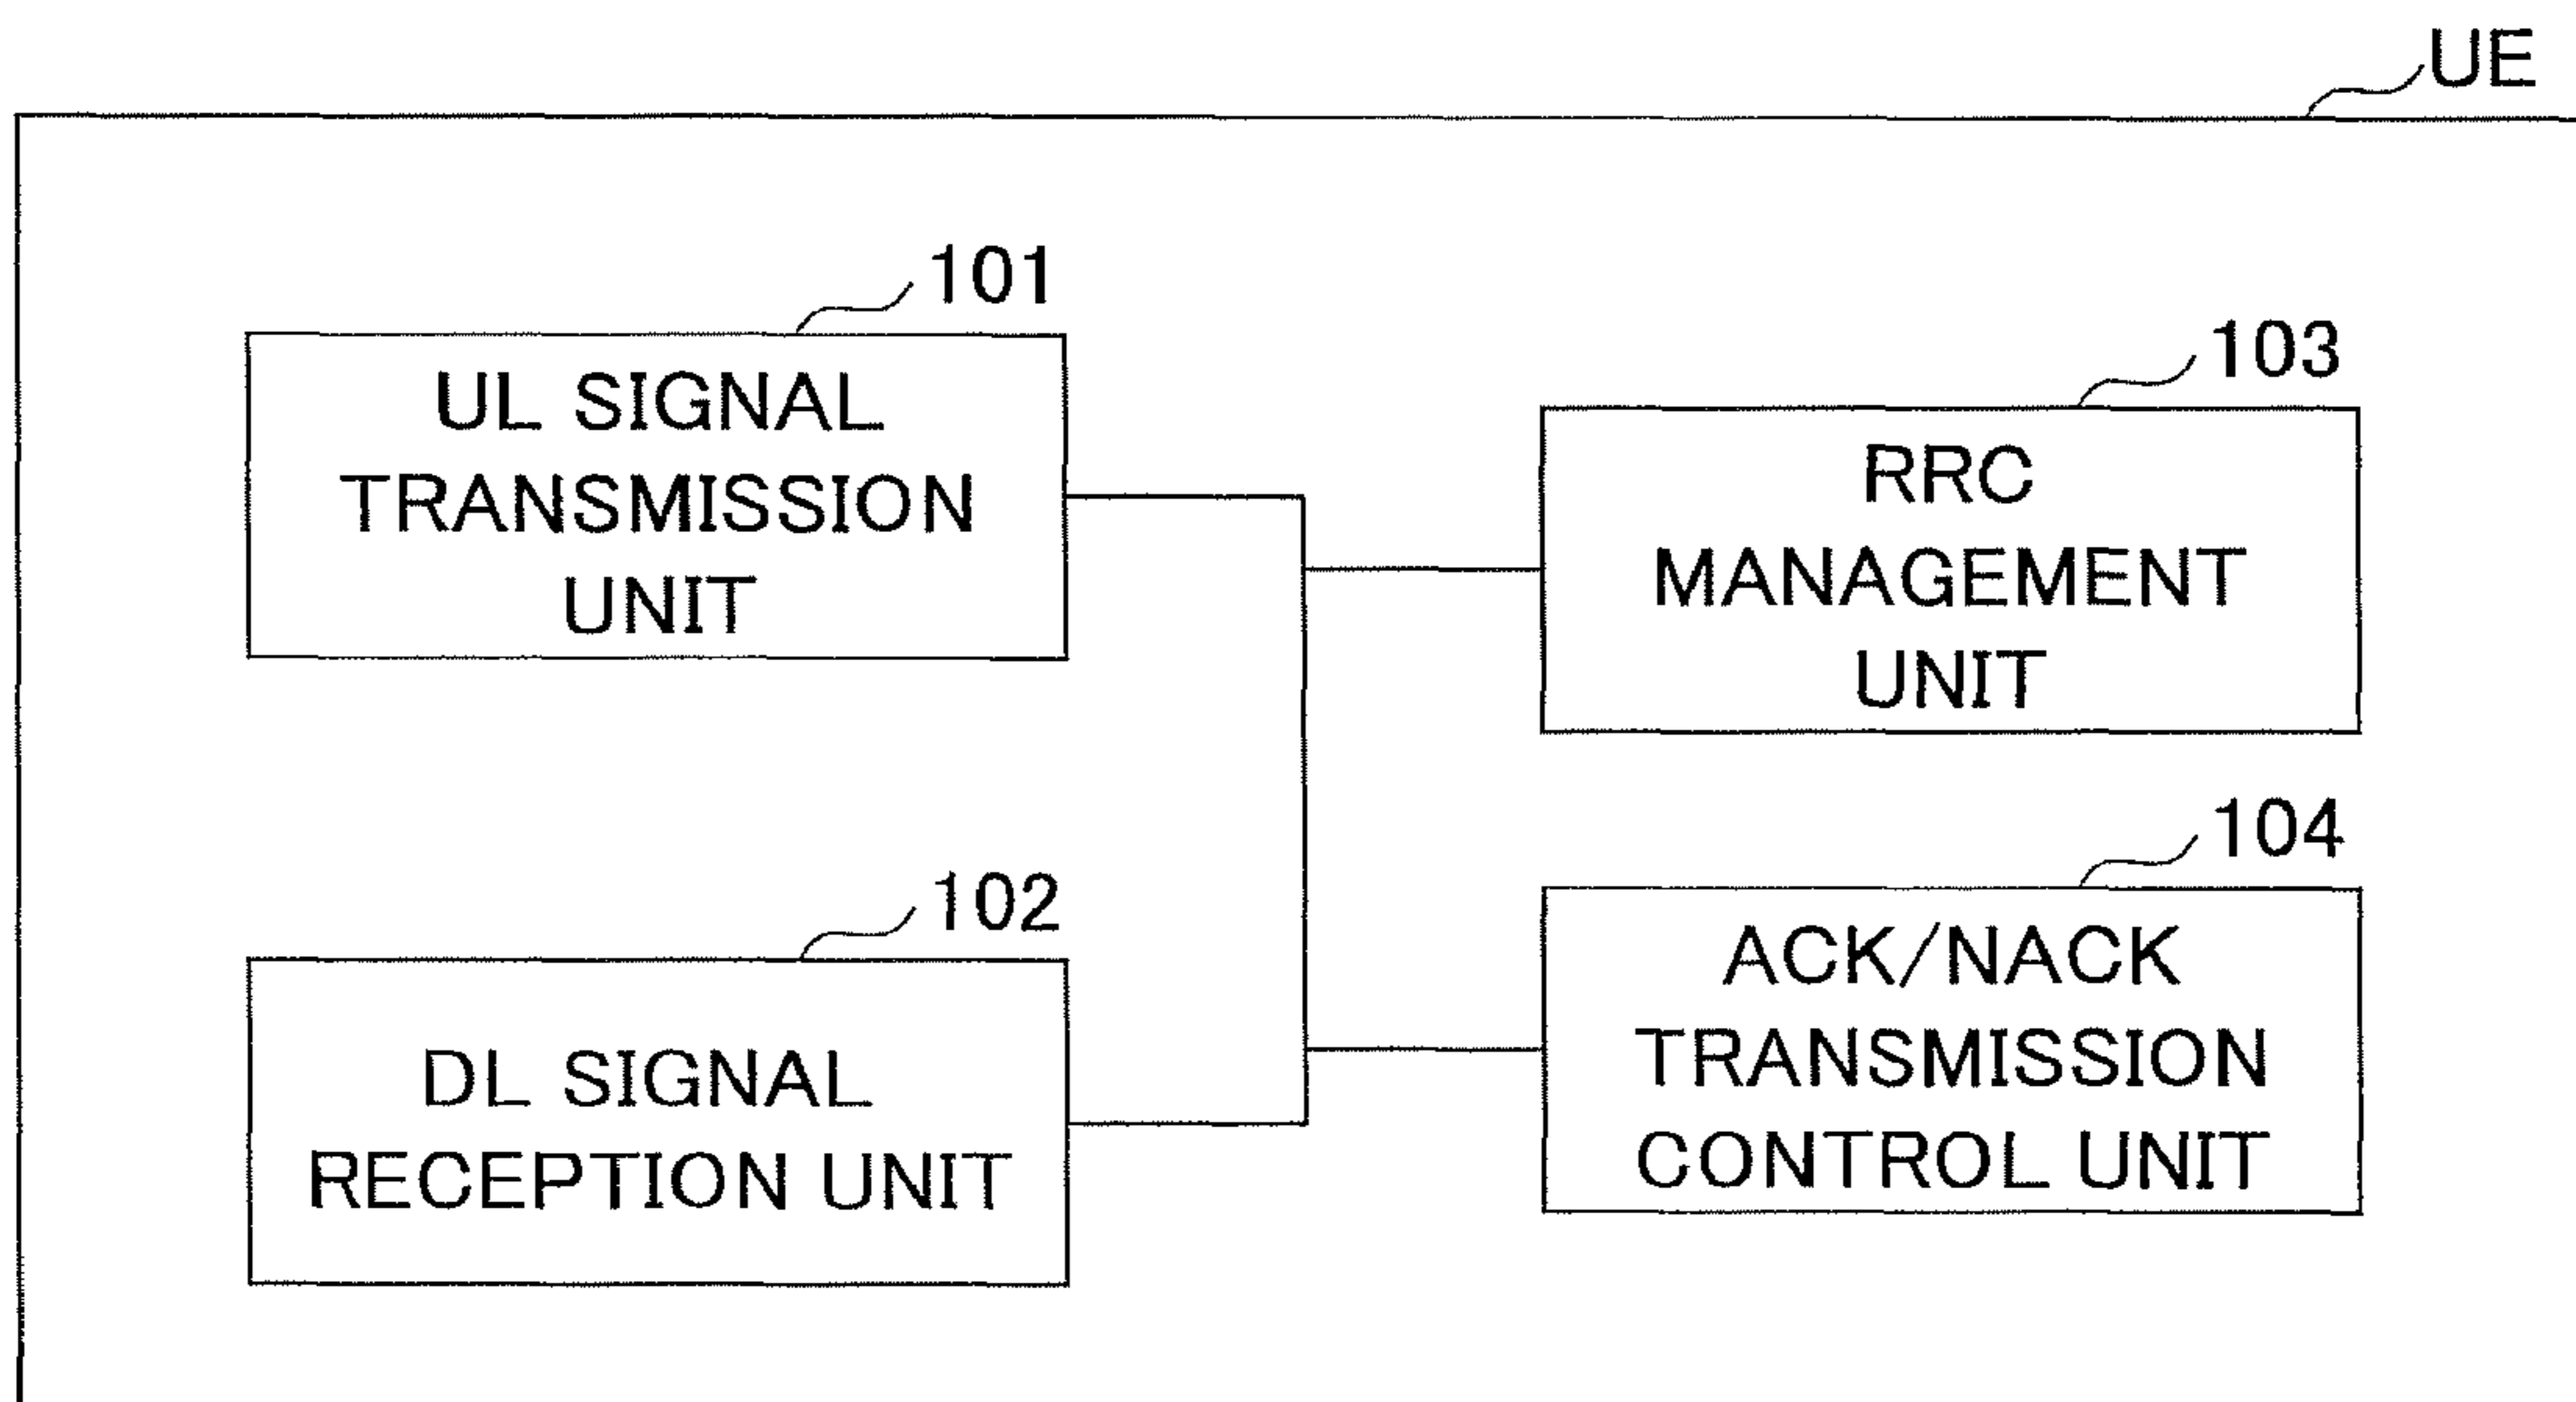 UE
101
UL SIGNAL
TRANSMISSION
UNIT
103
RRC
MANAGEMENT
UNIT
102
DL SIGNAL
RECEPTION UNIT
104
ACK/NACK
TRANSMISSION
CONTROL UNIT